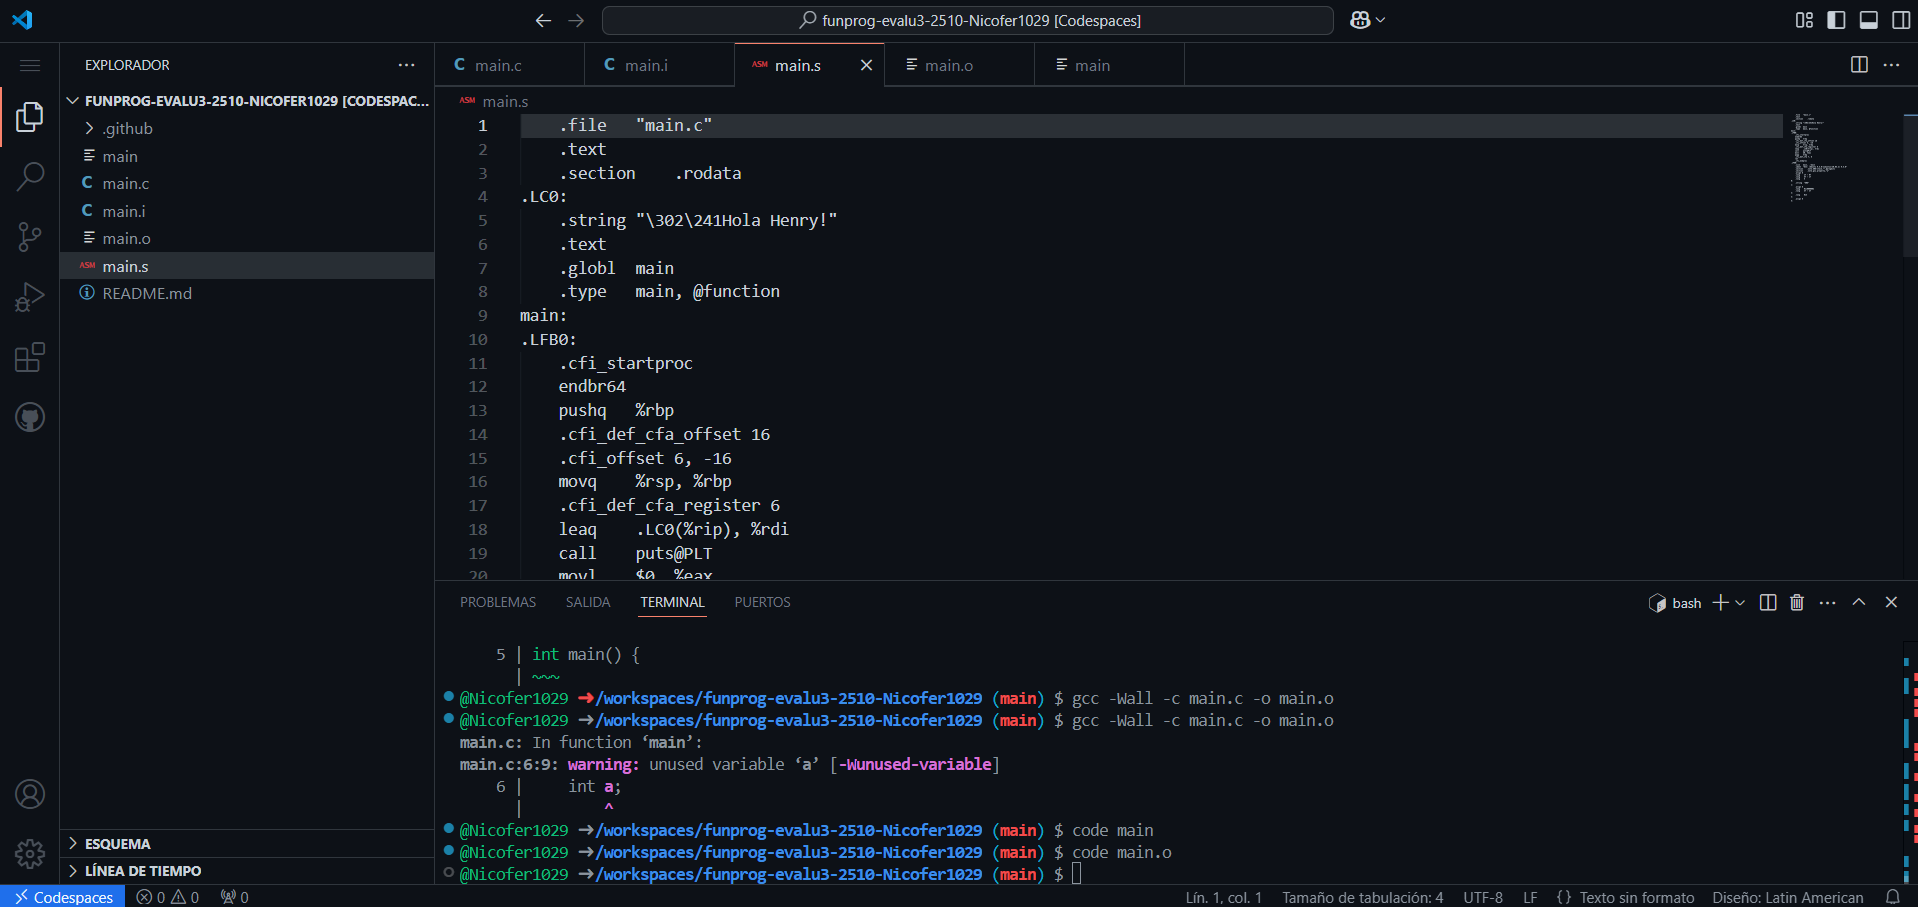 funprog-evalu3-2510-Nicofer1029 [Codespaces]
EXPLORADOR
FUNPROG-EVALU3-2510-NICOFER1029 [CODESPAC...
.github
main
C main.c
C main.i
main.o
ASM main.s
README.md
ESQUEMA
LÍNEA DE TIEMPO
C main.c
C main.i
ASM main.s
main.o
main
ASM main.s
1 .file "main.c"
2 .text
3 .section .rodata
4 .LC0:
5 .string "\302\241Hola Henry!"
6 .text
7 .globl main
8 .type main, @function
9 main:
10 .LFB0:
11 .cfi_startproc
12 endbr64
13 pushq %rbp
14 .cfi_def_cfa_offset 16
15 .cfi_offset 6, -16
16 movq %rsp, %rbp
17 .cfi_def_cfa_register 6
18 leaq .LC0(%rip), %rdi
19 call puts@PLT
20 movl $0, %eax
PROBLEMAS SALIDA TERMINAL PUERTOS
bash
5 | int main() {
| ~~~
@Nicofer1029 ➜/workspaces/funprog-evalu3-2510-Nicofer1029 (main) $ gcc -Wall -c main.c -o main.o
@Nicofer1029 ➜/workspaces/funprog-evalu3-2510-Nicofer1029 (main) $ gcc -Wall -c main.c -o main.o
main.c: In function ‘main’:
main.c:6:9: warning: unused variable ‘a’ [-Wunused-variable]
6 | int a;
| ^
@Nicofer1029 ➜/workspaces/funprog-evalu3-2510-Nicofer1029 (main) $ code main
@Nicofer1029 ➜/workspaces/funprog-evalu3-2510-Nicofer1029 (main) $ code main.o
@Nicofer1029 ➜/workspaces/funprog-evalu3-2510-Nicofer1029 (main) $
Codespaces 0 0 0 Lín. 1, col. 1 Tamaño de tabulación: 4 UTF-8 LF {} Texto sin formato Diseño: Latin American